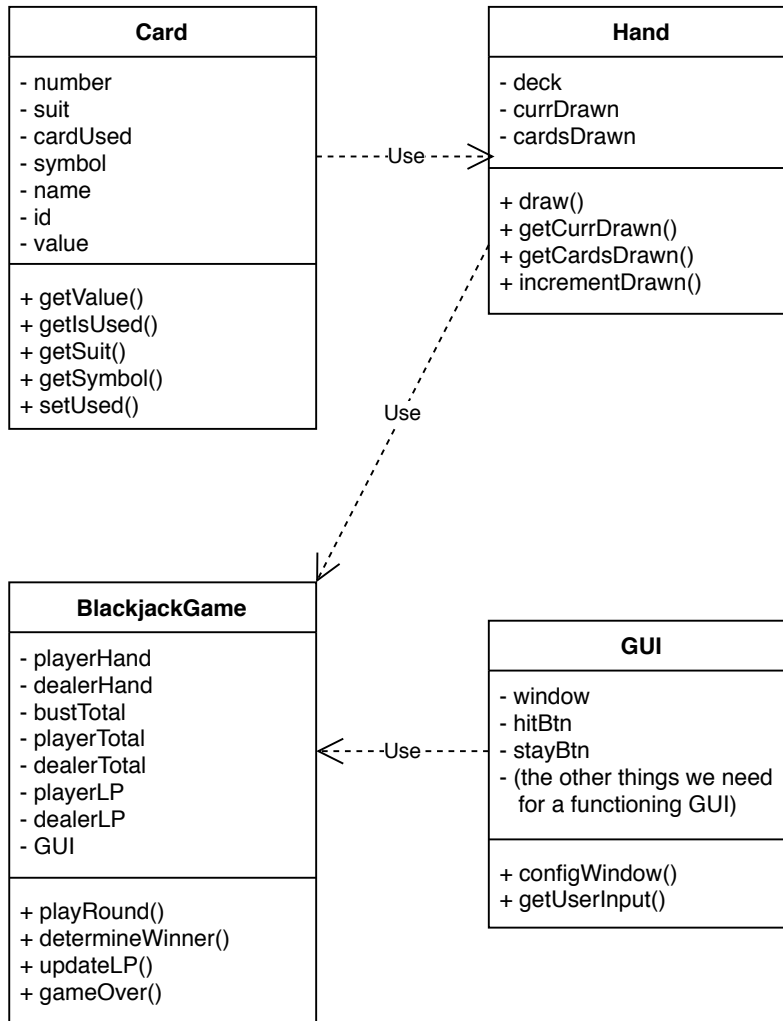 Card
- number
- suit
- cardUsed
- symbol
- name
- id
- value
+ getValue()
+ getIsUsed()
+ getSuit()
+ getSymbol()
+ setUsed()
Use
Hand
- deck
- currDrawn
- cardsDrawn
+ draw()
+ getCurrDrawn()
+ getCardsDrawn()
+ incrementDrawn()
Use
BlackjackGame
- playerHand
- dealerHand
- bustTotal
- playerTotal
- dealerTotal
- playerLP
- dealerLP
- GUI
+ playRound()
+ determineWinner()
+ updateLP()
+ gameOver()
Use
GUI
- window
- hitBtn
- stayBtn
- (the other things we need
for a functioning GUI)
+ configWindow()
+ getUserInput()